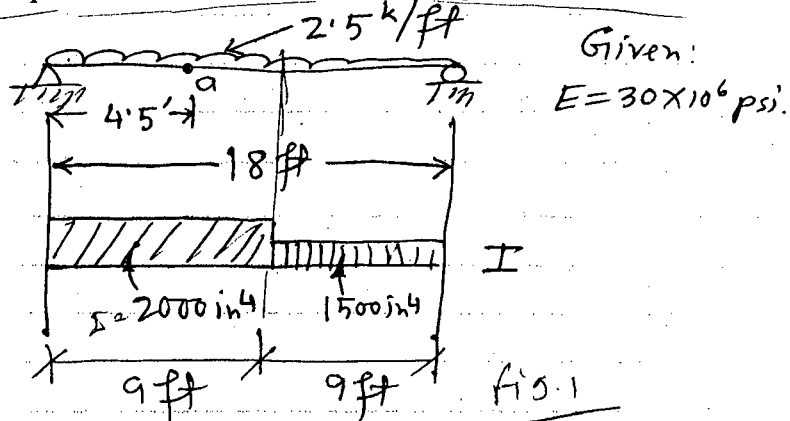 2.5 k/ft
Given:
E = 30×10⁶ psi.
a
4.5'
18 ft
I
I= 2000 in⁴
1500 in⁴
9 ft
9 ft
fig.1